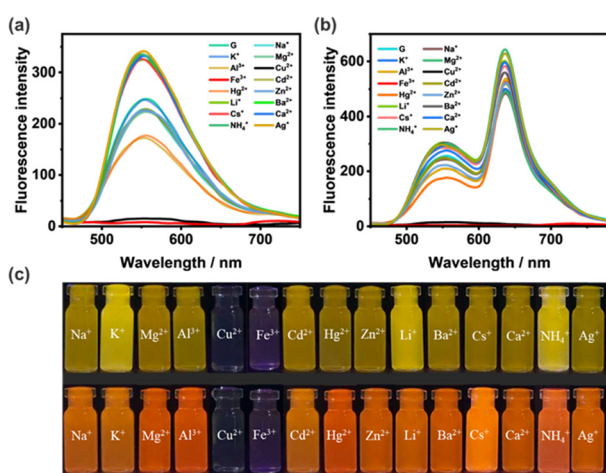 (a)
Fluorescence intensity
300
200
100
0
500
600
700
Wavelength / nm
G
Na⁺
K⁺
Mg²⁺
Al³⁺
Cu²⁺
Fe³⁺
Cd²⁺
Hg²⁺
Zn²⁺
Li⁺
Ba²⁺
Cs⁺
Ca²⁺
NH₄⁺
Ag⁺
(b)
Fluorescence intensity
600
400
200
0
500
600
700
Wavelength / nm
G
Na⁺
K⁺
Mg²⁺
Al³⁺
Cu²⁺
Fe³⁺
Cd²⁺
Hg²⁺
Zn²⁺
Li⁺
Ba²⁺
Cs⁺
Ca²⁺
NH₄⁺
Ag⁺
(c)
Na⁺ K⁺ Mg²⁺ Al³⁺ Cu²⁺ Fe³⁺ Cd²⁺ Hg²⁺ Zn²⁺ Li⁺ Ba²⁺ Cs⁺ Ca²⁺ NH₄⁺ Ag⁺
Na⁺ K⁺ Mg²⁺ Al³⁺ Cu²⁺ Fe³⁺ Cd²⁺ Hg²⁺ Zn²⁺ Li⁺ Ba²⁺ Cs⁺ Ca²⁺ NH₄⁺ Ag⁺